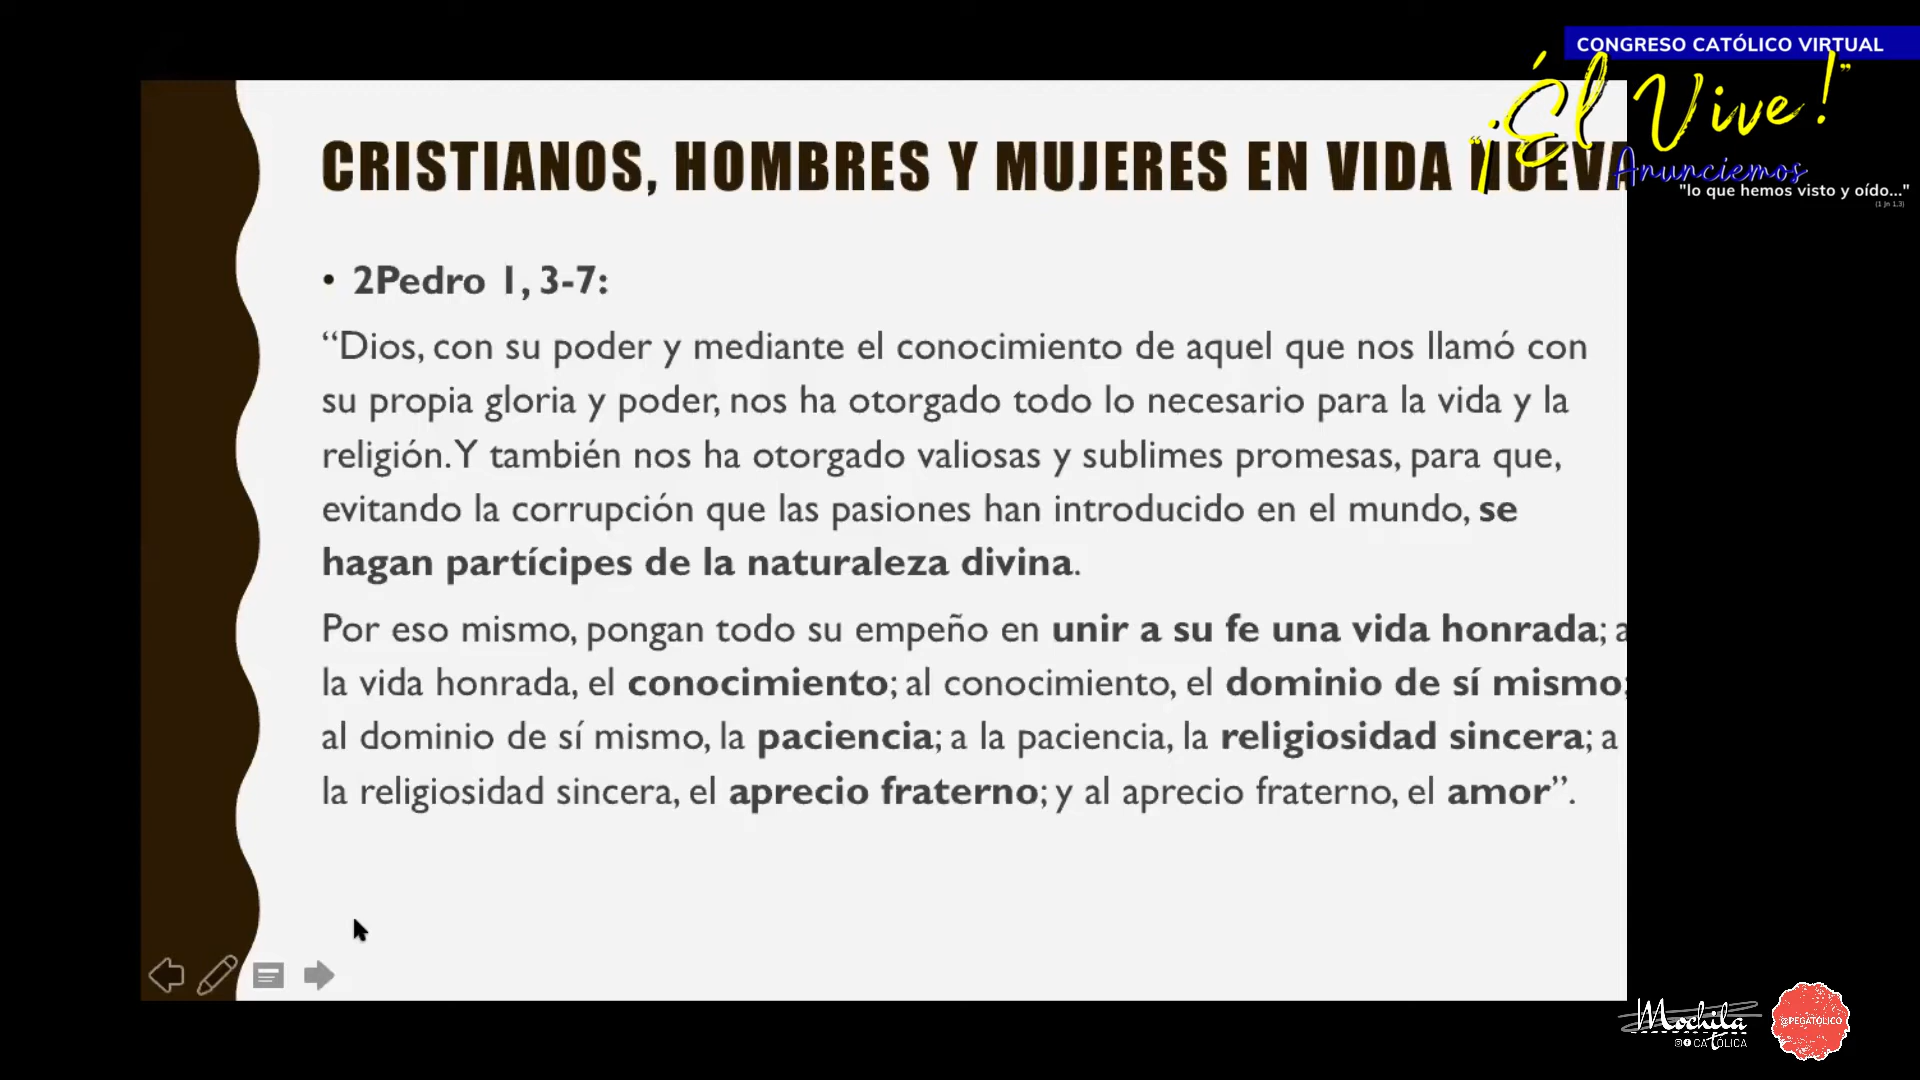 CONGRESO CATÓLICO VIRTUAL
"¡Él Vive!"
Anunciemos
"lo que hemos visto y oído..."
(1 Jn 1,3)
CRISTIANOS, HOMBRES Y MUJERES EN VIDA NUEVA
• 2Pedro 1, 3-7:
“Dios, con su poder y mediante el conocimiento de aquel que nos llamó con
su propia gloria y poder, nos ha otorgado todo lo necesario para la vida y la
religión. Y también nos ha otorgado valiosas y sublimes promesas, para que,
evitando la corrupción que las pasiones han introducido en el mundo, se
hagan partícipes de la naturaleza divina.
Por eso mismo, pongan todo su empeño en unir a su fe una vida honrada; a
la vida honrada, el conocimiento; al conocimiento, el dominio de sí mismo;
al dominio de sí mismo, la paciencia; a la paciencia, la religiosidad sincera; a
la religiosidad sincera, el aprecio fraterno; y al aprecio fraterno, el amor”.
Mochila
CATÓLICA
@PEGATÓLICO